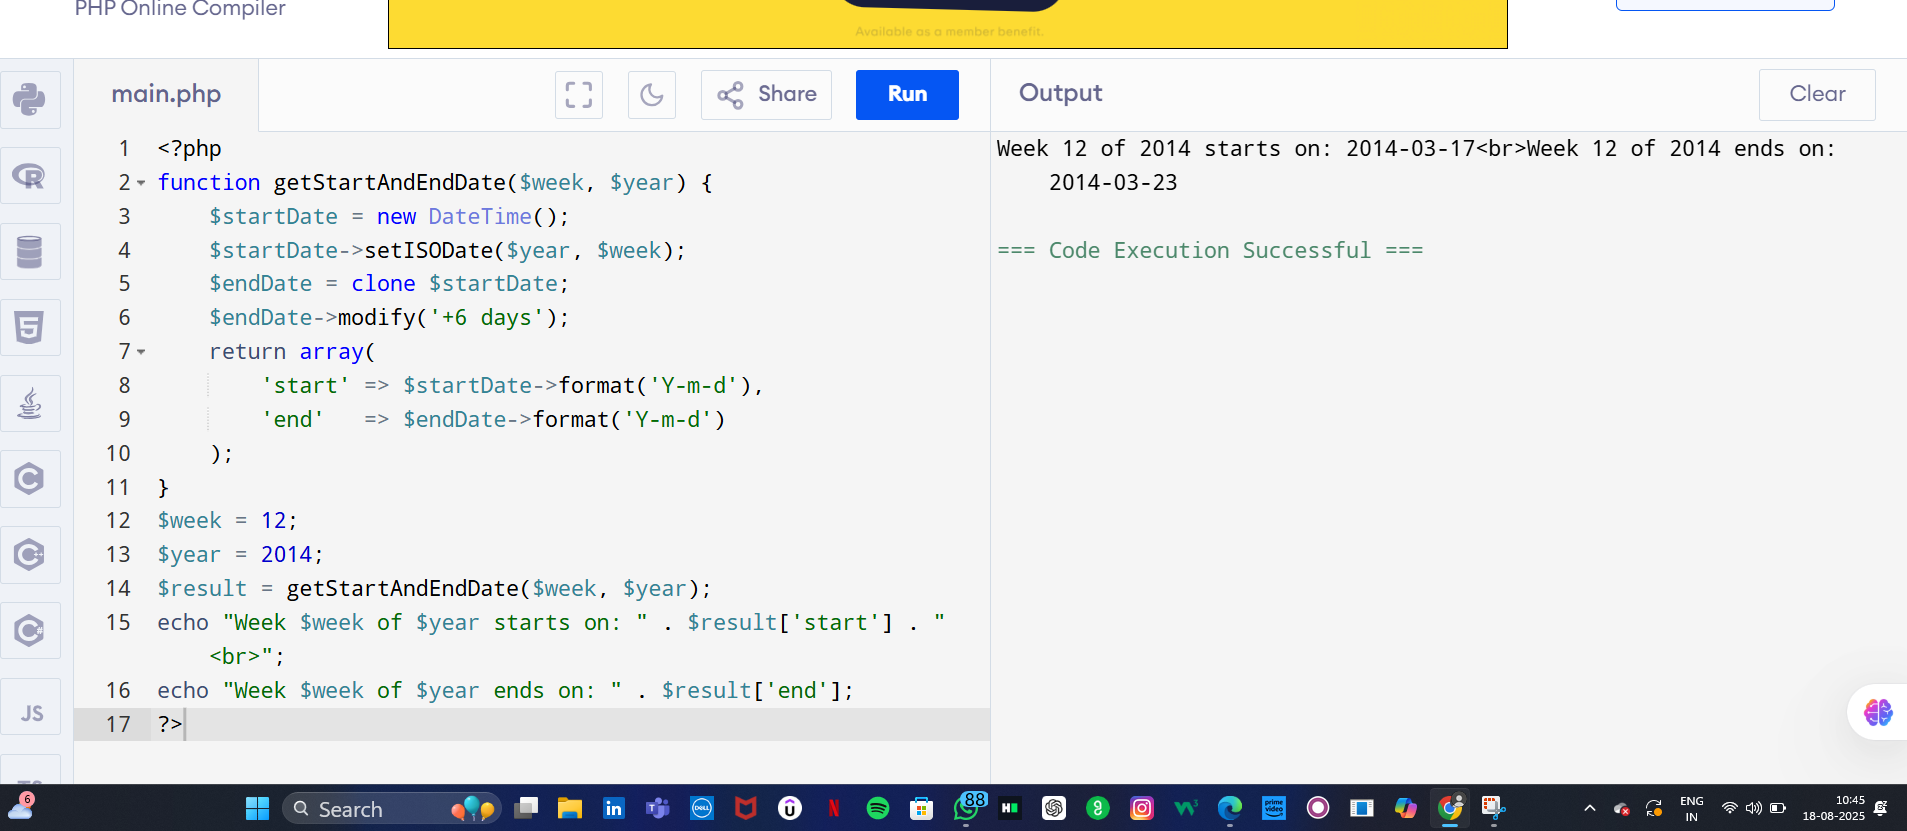 PHP Online Compiler
Available as a member benefit.
main.php
Share
Run
Output
Clear
1 <?php
2 function getStartAndEndDate($week, $year) {
3 $startDate = new DateTime();
4 $startDate->setISODate($year, $week);
5 $endDate = clone $startDate;
6 $endDate->modify('+6 days');
7 return array(
8 'start' => $startDate->format('Y-m-d'),
9 'end' => $endDate->format('Y-m-d')
10 );
11 }
12 $week = 12;
13 $year = 2014;
14 $result = getStartAndEndDate($week, $year);
15 echo "Week $week of $year starts on: " . $result['start'] . "
<br>";
16 echo "Week $week of $year ends on: " . $result['end'];
17 ?>
Week 12 of 2014 starts on: 2014-03-17<br>Week 12 of 2014 ends on:
2014-03-23
=== Code Execution Successful ===
JS
6
Search
in
DELL
N
88
prime video
ENG
IN
10:45
18-08-2025